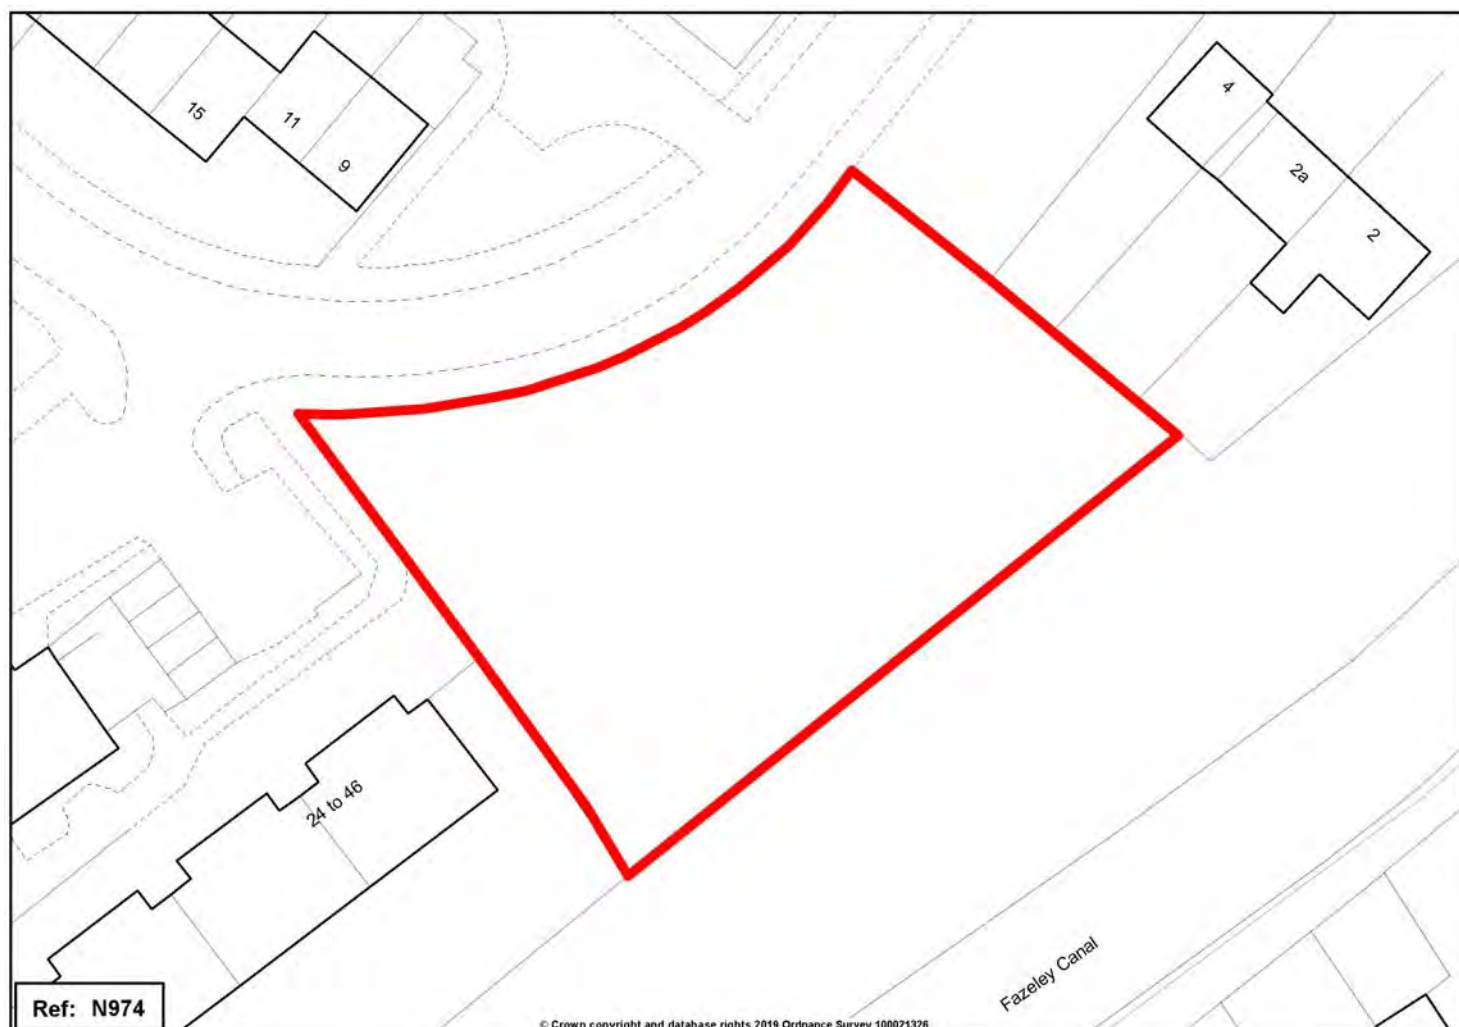 4
15
11
2a
9
2
24 to 46
Fazeley Canal
Ref: N974
© Crown copyright and database rights 2019 Ordnance Survey 100021326